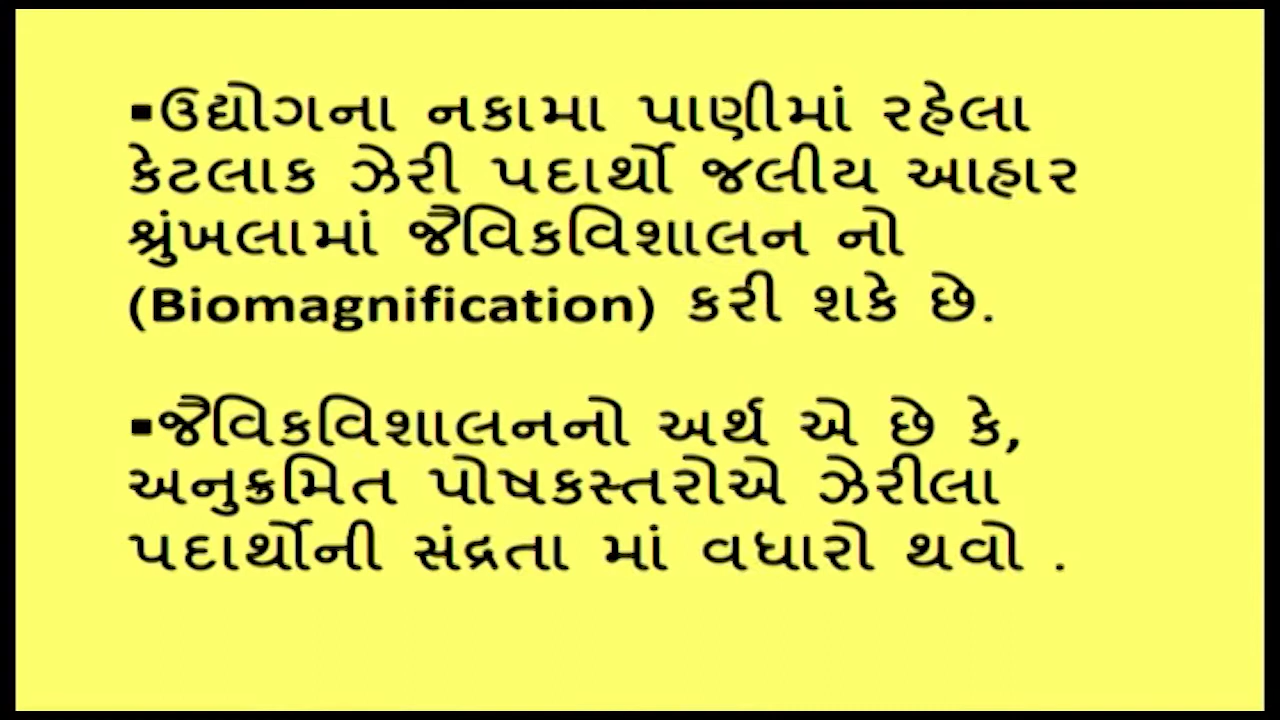 ▪ઉદ્યોગના નકામા પાણીમાં રહેલા
કેટલાક ઝેરી પદાર્થો જલીય આહાર
શ્રુંખલામાં જૈવિકવિશાલન નો
(Biomagnification) કરી શકે છે.
▪જૈવિકવિશાલનનો અર્થ એ છે કે,
અનુક્રમિત પોષકસ્તરોએ ઝેરીલા
પદાર્થોની સંદ્રતા માં વધારો થવો .